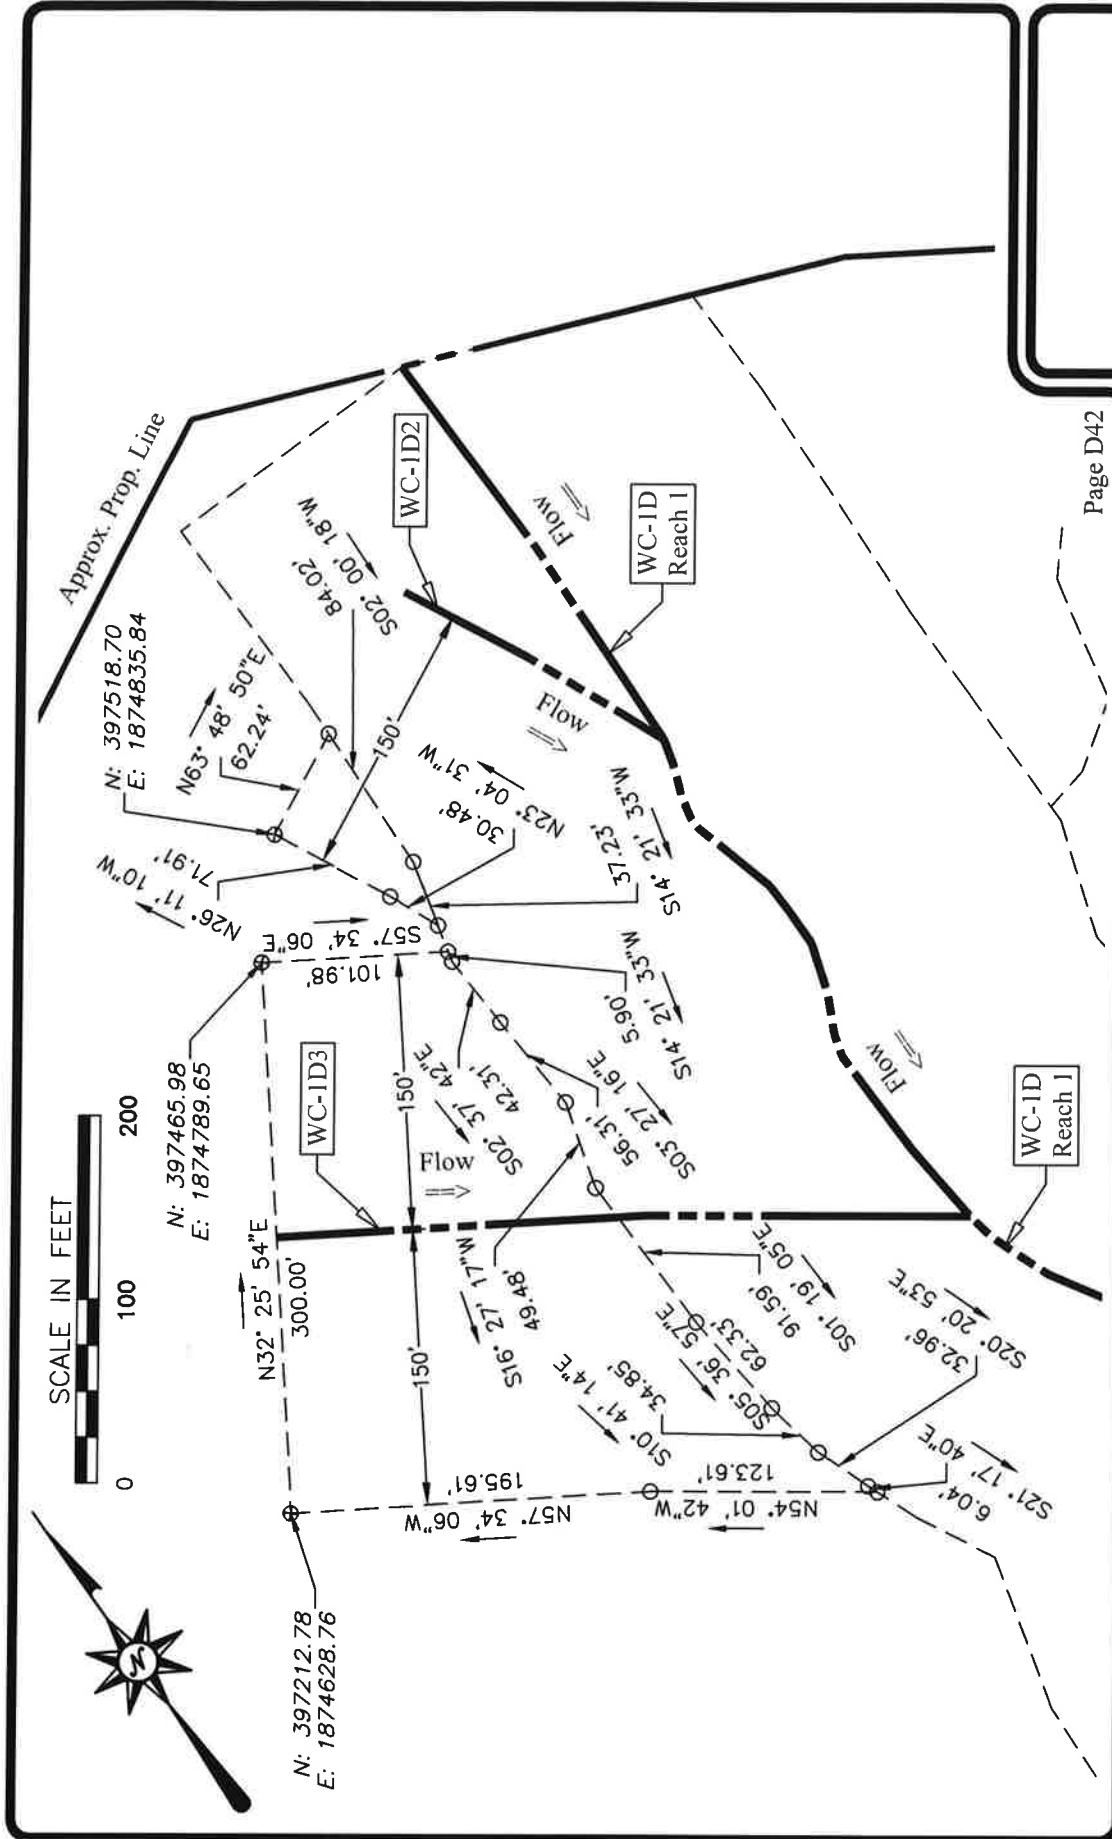 SCALE IN FEET
0
100
200
N
Approx. Prop. Line
N: 397518.70
E: 1874835.84
N63° 48' 50"E
62.24'
84.02'
S02° 00' 18"W
WC-1D2
Flow
WC-1D
Reach 1
150'
Flow
N26° 11' 10"W
71.91'
N23° 04' 31"W
30.48'
37.23'
S14° 21' 33"W
N: 397465.98
E: 1874789.65
S57° 34' 06"E
101.98'
5.90'
S14° 21' 33"W
WC-1D3
150'
Flow
S02° 37' 42"E
42.31'
56.31'
S03° 27' 16"E
N32° 25' 54"E
300.00'
S16° 27' 17"W
49.48'
91.59'
S01° 19' 05"E
150'
S05° 36' 57"E
62.33'
S10° 41' 14"E
34.85'
32.96'
S20° 20' 53"E
195.61'
N57° 34' 06"W
123.61'
N54° 01' 42"W
6.04'
S21° 17' 40"E
N: 397212.78
E: 1874628.76
Flow
WC-1D
Reach 1
Page D42